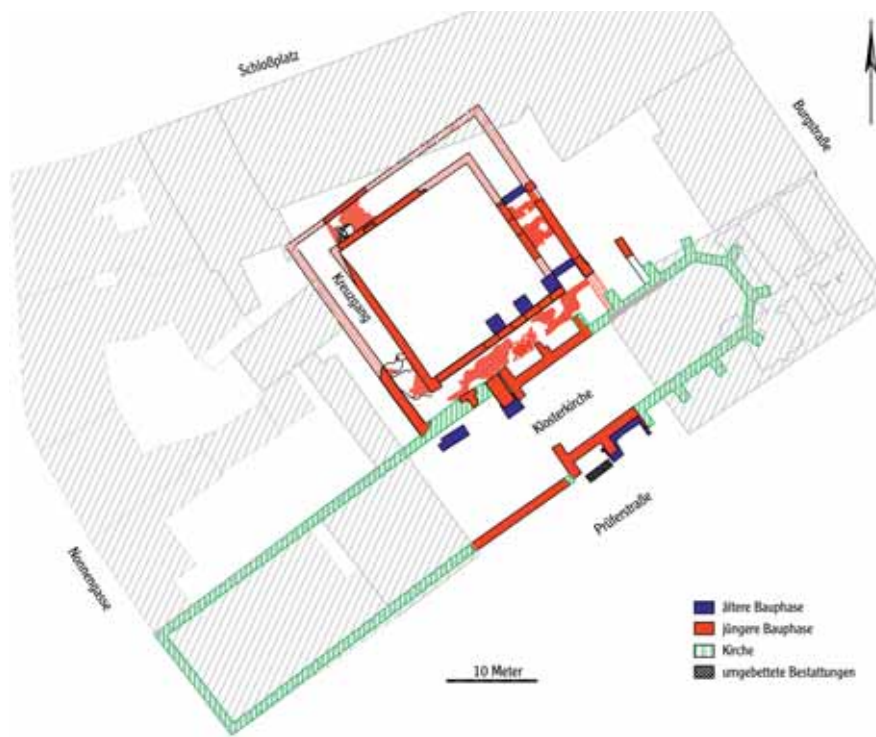 Schloßplatz
Burgstraße
Kreuzgang
Klosterkirche
Prüferstraße
Nonnengasse
10 Meter
ältere Bauphase
jüngere Bauphase
Kirche
umgebettete Bestattungen